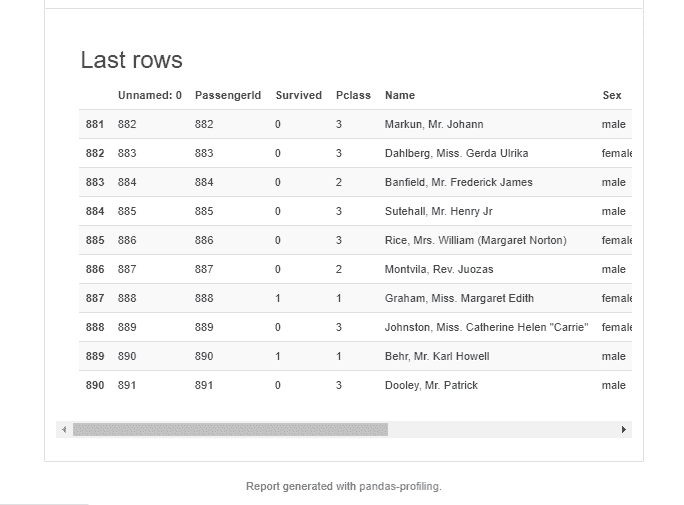 Last rows
Unnamed: 0 PassengerId Survived Pclass Name Sex
881 882 882 0 3 Markun, Mr. Johann male
882 883 883 0 3 Dahlberg, Miss. Gerda Ulrika female
883 884 884 0 2 Banfield, Mr. Frederick James male
884 885 885 0 3 Sutehall, Mr. Henry Jr male
885 886 886 0 3 Rice, Mrs. William (Margaret Norton) female
886 887 887 0 2 Montvila, Rev. Juozas male
887 888 888 1 1 Graham, Miss. Margaret Edith female
888 889 889 0 3 Johnston, Miss. Catherine Helen "Carrie" female
889 890 890 1 1 Behr, Mr. Karl Howell male
890 891 891 0 3 Dooley, Mr. Patrick male
Report generated with pandas-profiling.